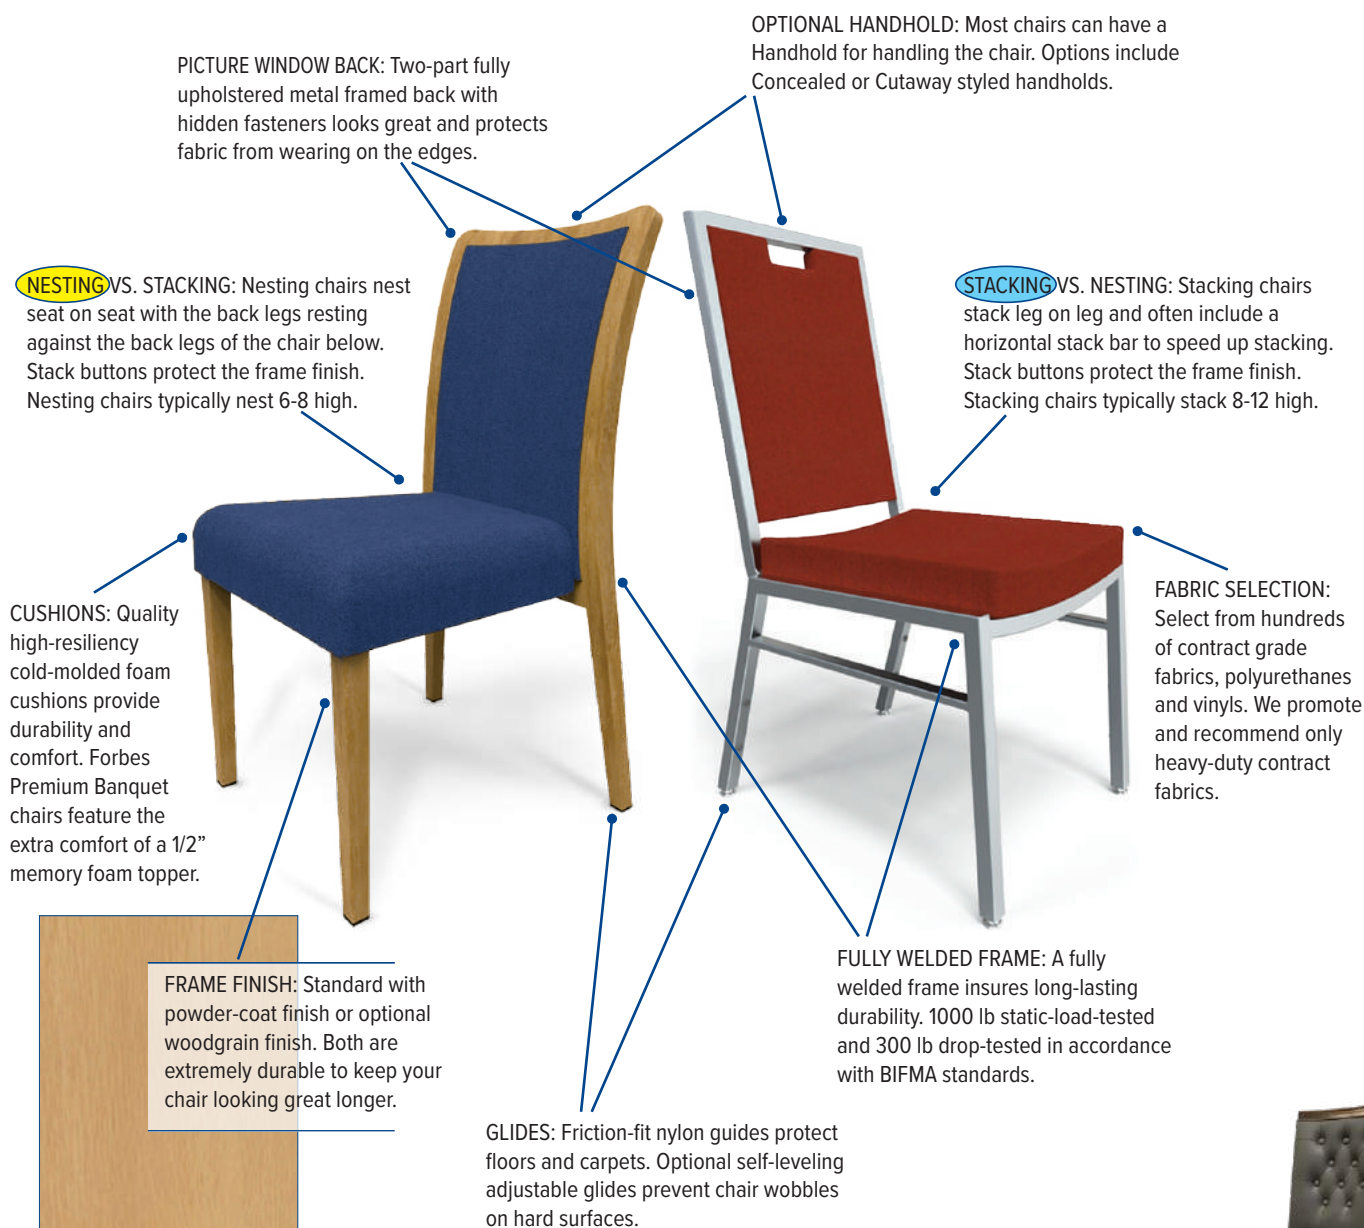 OPTIONAL HANDHOLD: Most chairs can have a
Handhold for handling the chair. Options include
Concealed or Cutaway styled handholds.
PICTURE WINDOW BACK: Two-part fully
upholstered metal framed back with
hidden fasteners looks great and protects
fabric from wearing on the edges.
NESTING VS. STACKING: Nesting chairs nest
seat on seat with the back legs resting
against the back legs of the chair below.
Stack buttons protect the frame finish.
Nesting chairs typically nest 6-8 high.
STACKING VS. NESTING: Stacking chairs
stack leg on leg and often include a
horizontal stack bar to speed up stacking.
Stack buttons protect the frame finish.
Stacking chairs typically stack 8-12 high.
CUSHIONS: Quality
high-resiliency
cold-molded foam
cushions provide
durability and
comfort. Forbes
Premium Banquet
chairs feature the
extra comfort of a 1/2”
memory foam topper.
FABRIC SELECTION:
Select from hundreds
of contract grade
fabrics, polyurethanes
and vinyls. We promote
and recommend only
heavy-duty contract
fabrics.
FRAME FINISH: Standard with
powder-coat finish or optional
woodgrain finish. Both are
extremely durable to keep your
chair looking great longer.
FULLY WELDED FRAME: A fully
welded frame insures long-lasting
durability. 1000 lb static-load-tested
and 300 lb drop-tested in accordance
with BIFMA standards.
GLIDES: Friction-fit nylon guides protect
floors and carpets. Optional self-leveling
adjustable glides prevent chair wobbles
on hard surfaces.